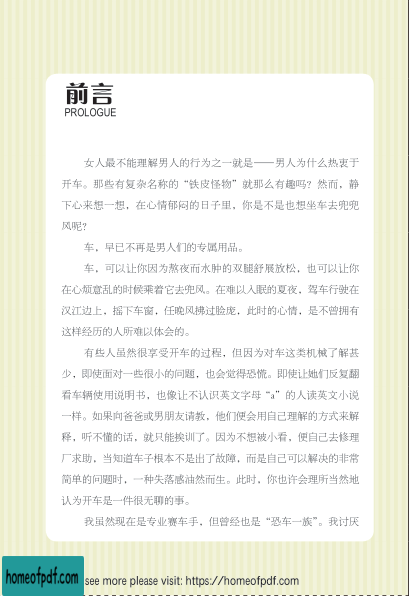 前言
PROLOGUE
女人最不能理解男人的行为之一就是——男人为什么热衷于
开车。那些有复杂名称的“铁皮怪物”就那么有趣吗？然而，静
下心来想一想，在心情郁闷的日子里，你是不是也想坐车去兜兜
风呢？
车，早已不再是男人们的专属用品。
车，可以让你因为熬夜而水肿的双腿舒展放松，也可以让你
在心烦意乱的时候乘着它去兜风。在难以入眠的夏夜，驾车行驶在
汉江边上，摇下车窗，任晚风拂过脸庞，此时的心情，是不曾拥有
这样经历的人所难以体会的。
有些人虽然很享受开车的过程，但因为对车这类机械了解甚
少，即使面对一些很小的问题，也会觉得恐慌。即使让她们反复翻
看车辆使用说明书，也像让不认识英文字母“a”的人读英文小说
一样。如果向爸爸或男朋友请教，他们便会用自己理解的方式来解
释，听不懂的话，就只能挨训了。因为不想被小看，便自己去修理
厂求助，当知道车子根本不是出了故障，而是自己可以解决的非常
简单的问题时，一种失落感油然而生。此时，你也许会理所当然地
认为开车是一件很无聊的事。
我虽然现在是专业赛车手，但曾经也是“恐车一族”。我讨厌
homeofpdf.com see more please visit: https://homeofpdf.com